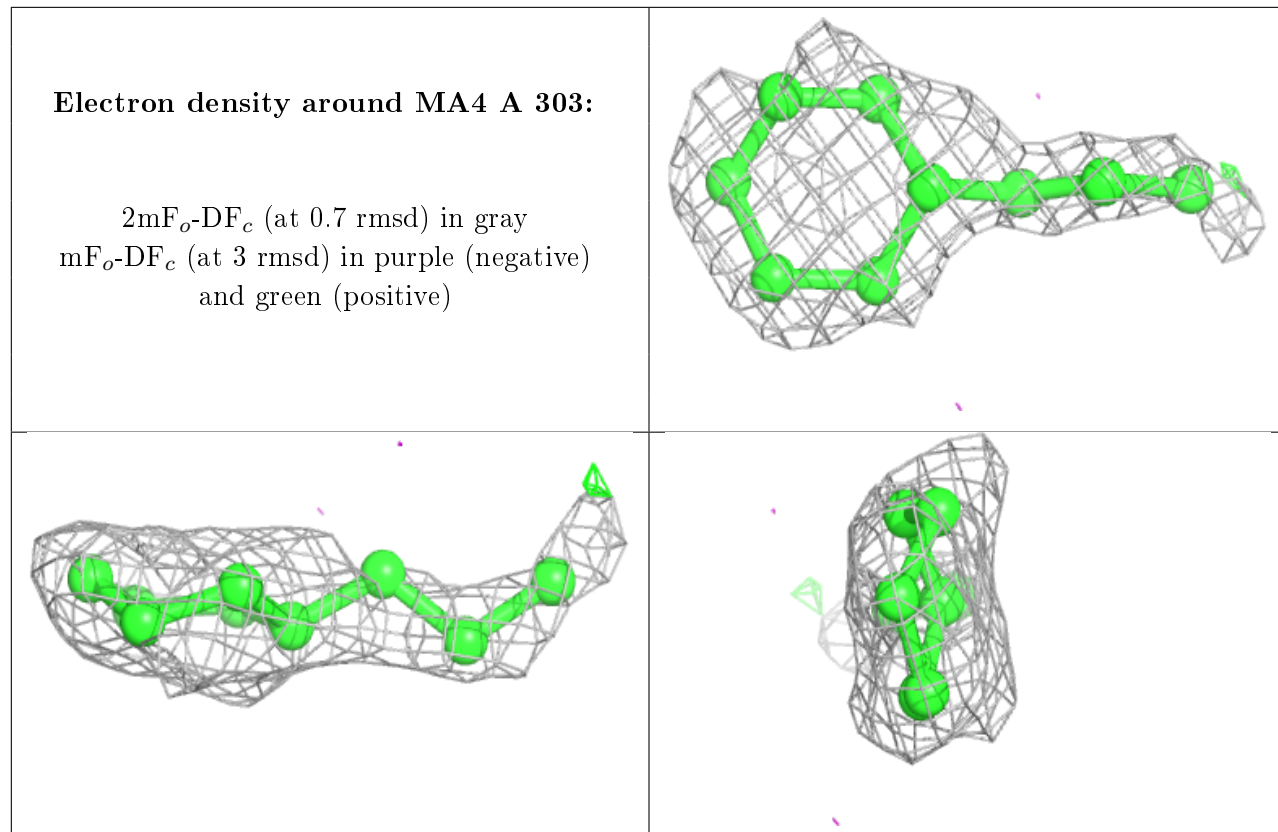 Electron density around MA4 A 303:
2mFₒ-DF𝒸 (at 0.7 rmsd) in gray
mFₒ-DF𝒸 (at 3 rmsd) in purple (negative)
and green (positive)